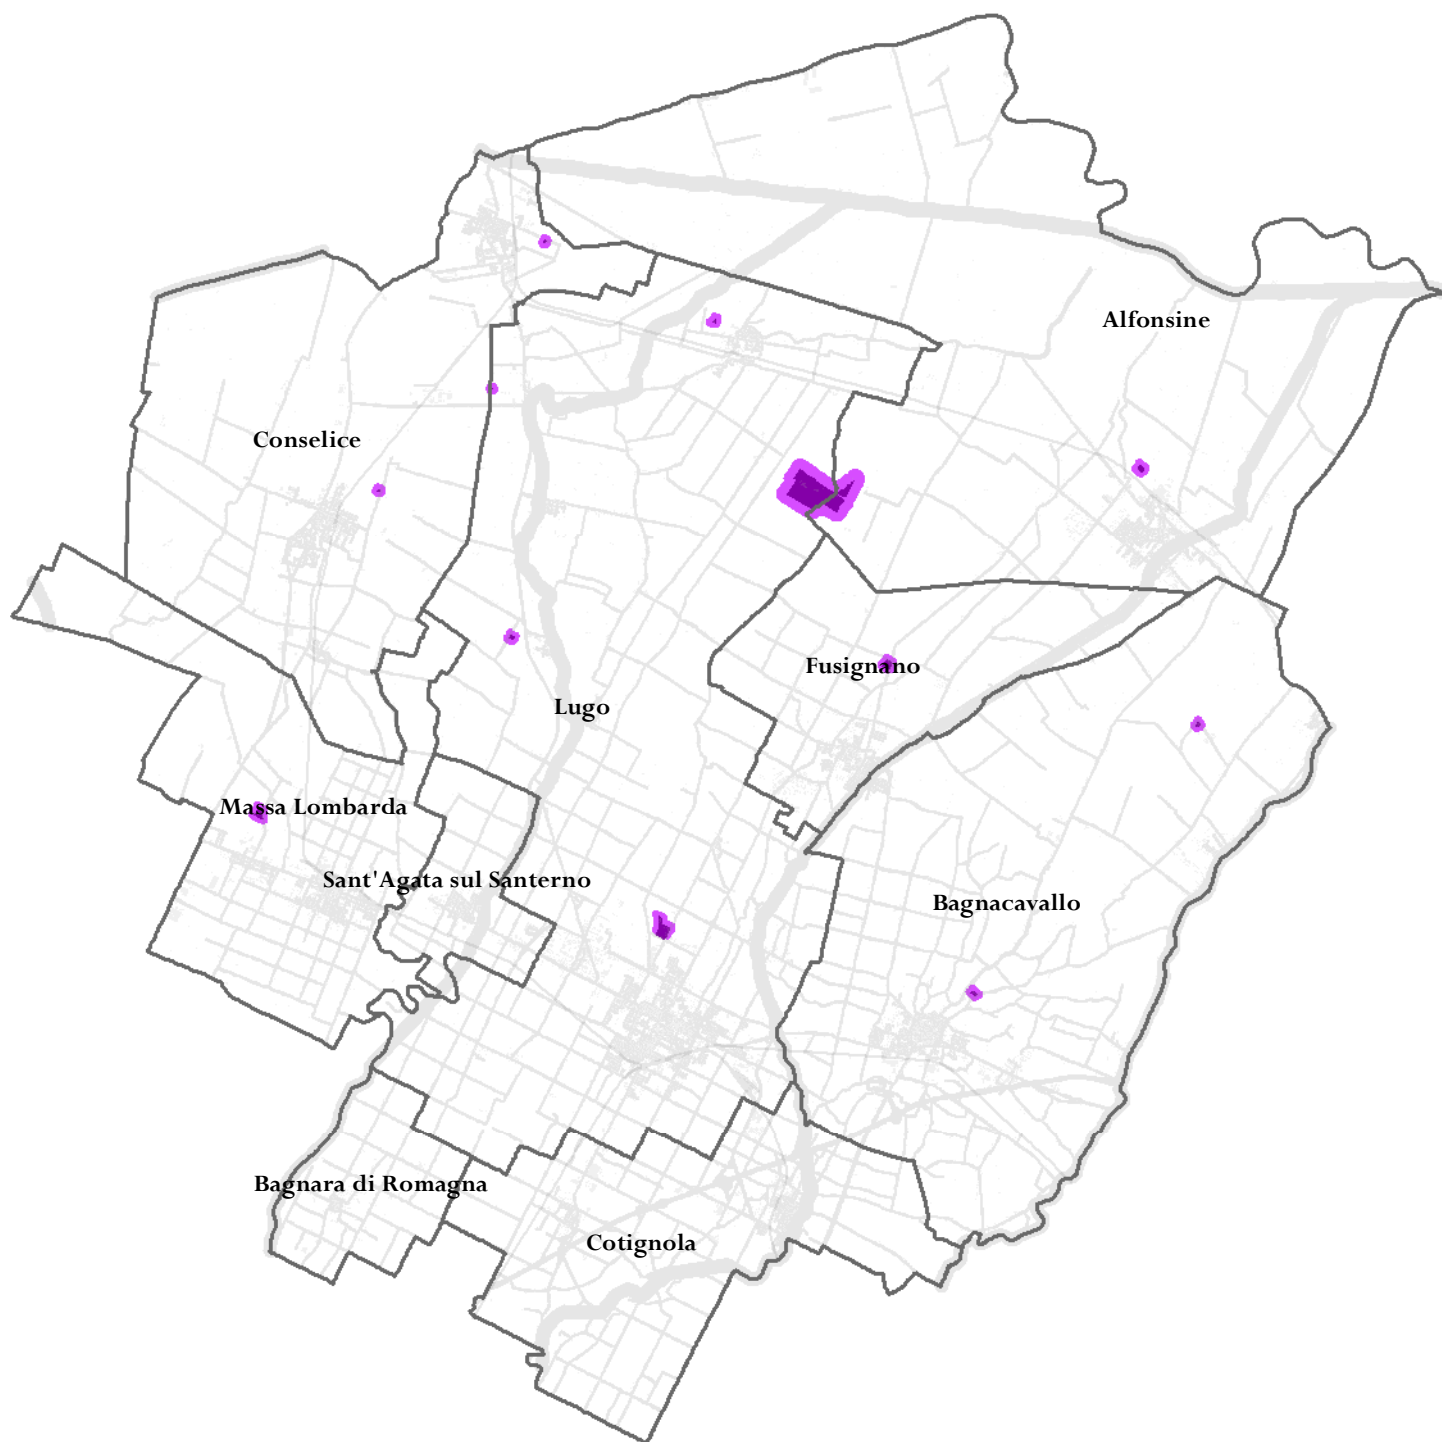 Alfonsine
Conselice
Fusignano
Lugo
Massa Lombarda
Sant'Agata sul Santerno
Bagnacavallo
Bagnara di Romagna
Cotignola